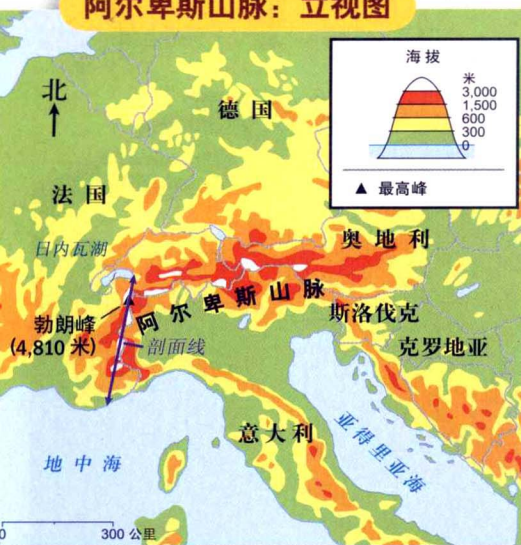 阿尔卑斯山脉：立视图
海拔
米
3,000
1,500
600
300
0
▲ 最高峰
北
德国
法国
日内瓦湖
奥地利
阿尔卑斯山脉
勃朗峰
(4,810 米)
剖面线
斯洛伐克
克罗地亚
意大利
亚得里亚海
地中海
0
300 公里